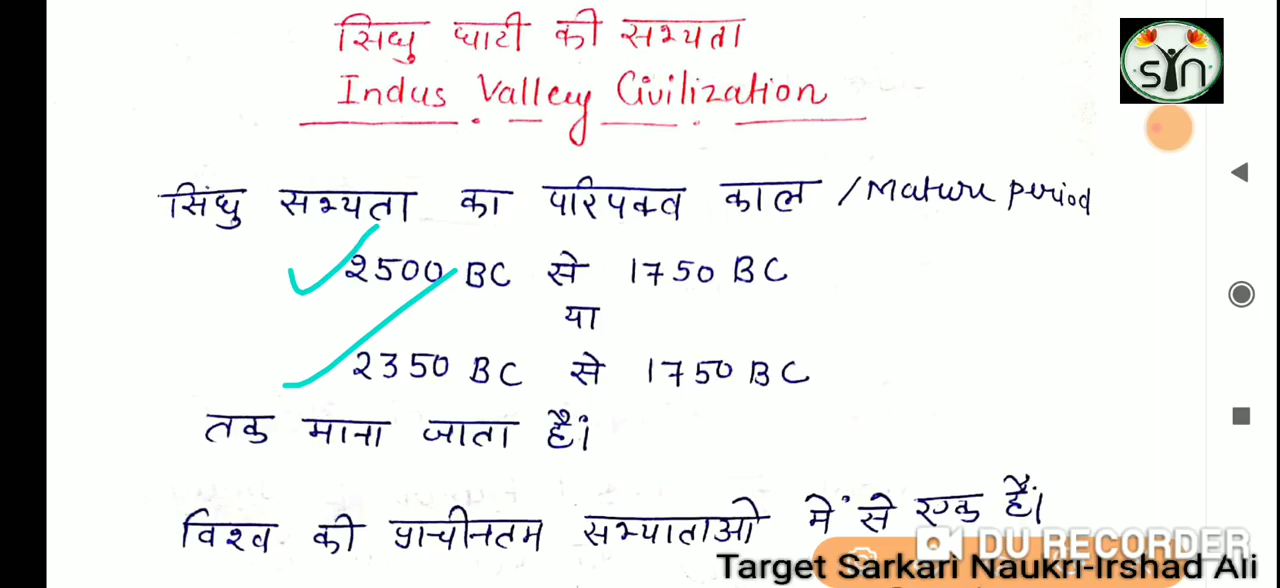 सिंधु घाटी की सभ्यता
Indus Valley Civilization
SYN
सिंधु सभ्यता का परिपक्व काल / Mature period
2500 BC से 1750 BC
या
2350 BC से 1750 BC
तक माना जाता है।
विश्व की प्राचीनतम सभ्याताओ में से एक हैं।
DU RECORDER
Target Sarkari Naukri-Irshad Ali